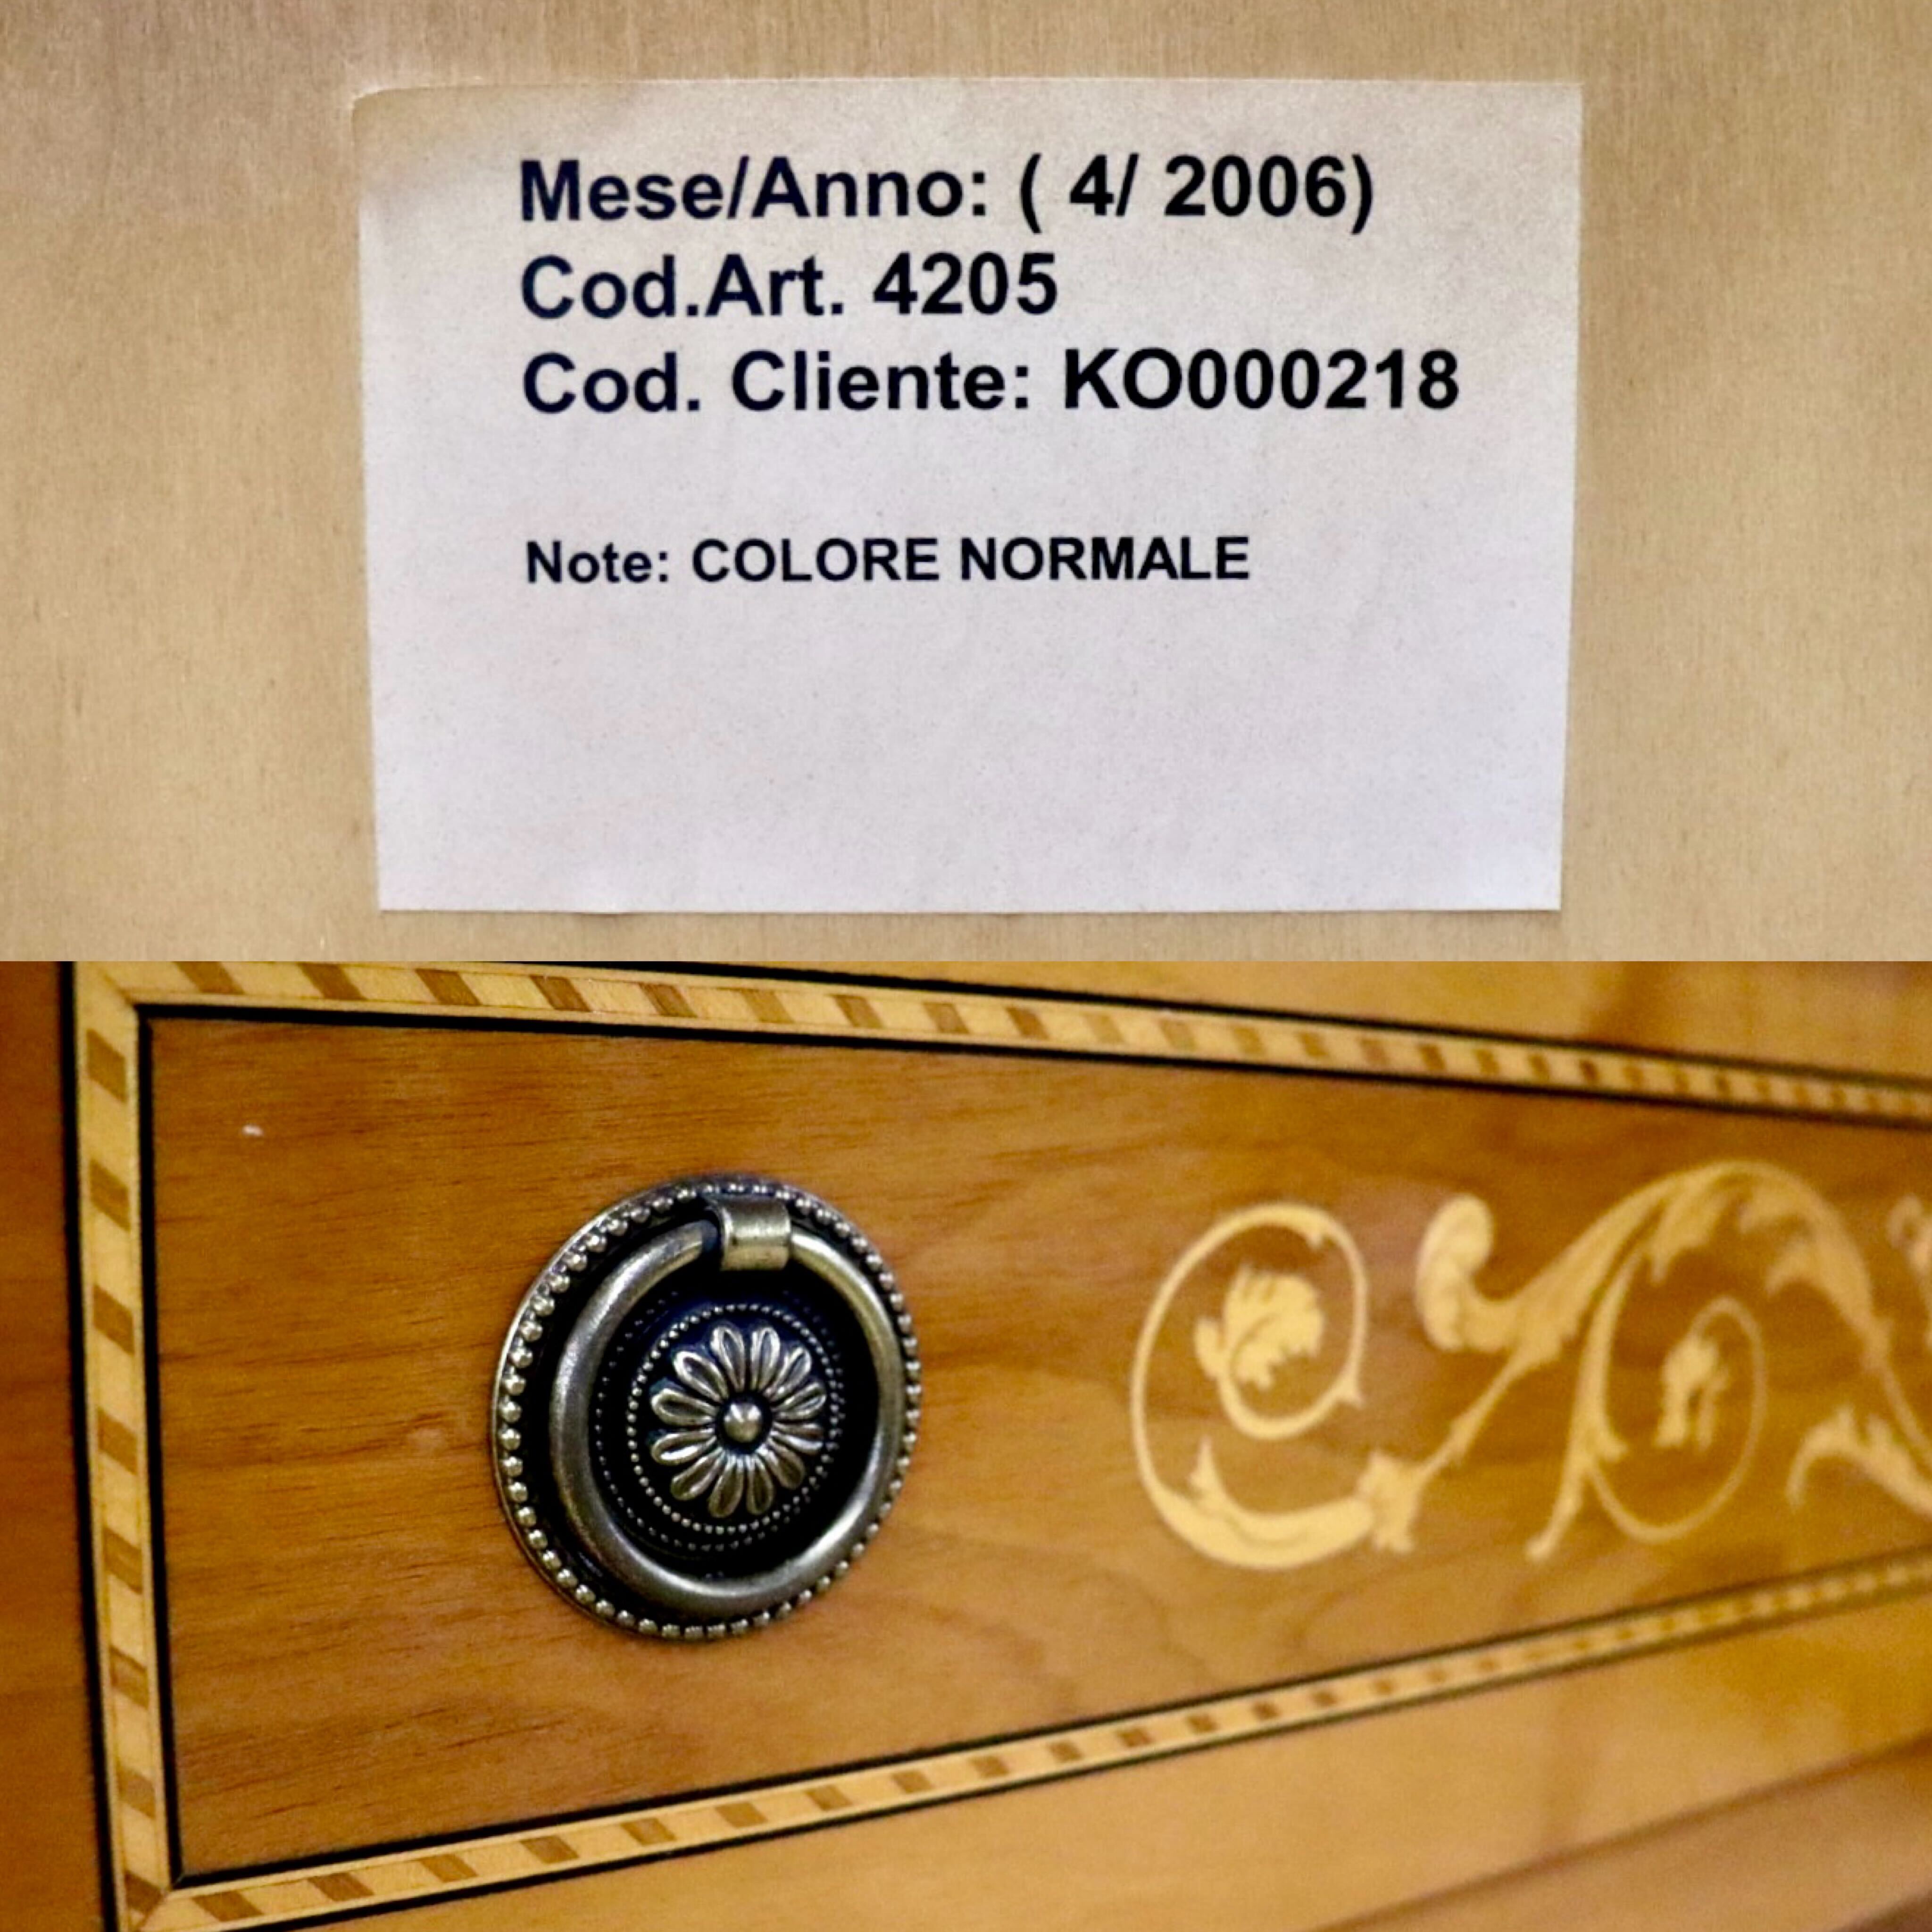 Mese/Anno: ( 4/ 2006)
Cod.Art. 4205
Cod. Cliente: KO000218
Note: COLORE NORMALE